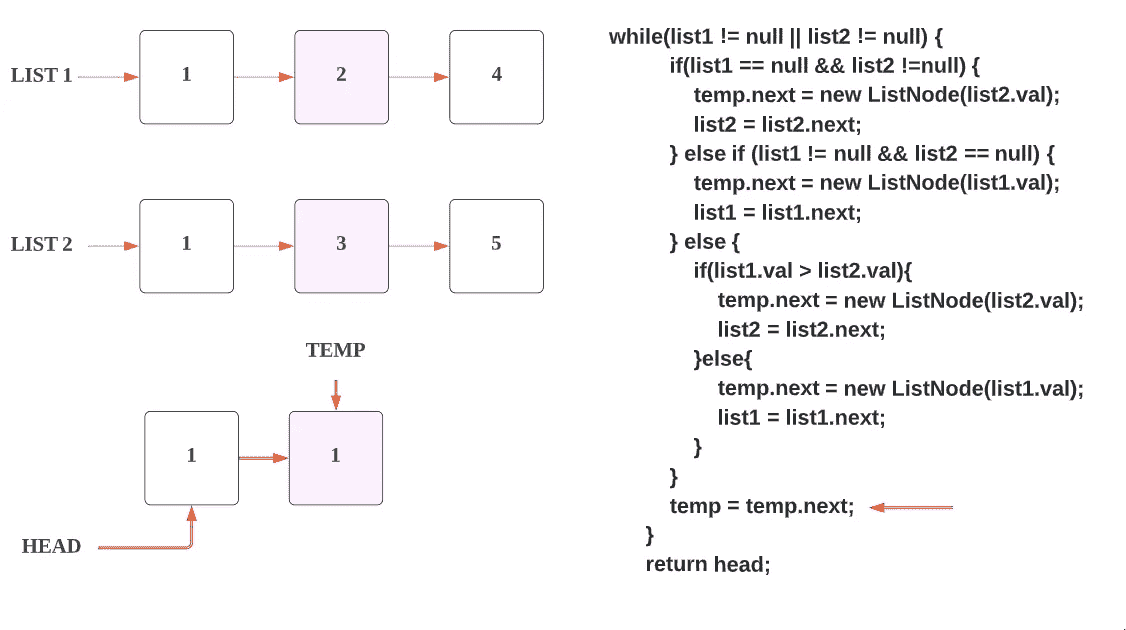 LIST 1
1
2
4
LIST 2
1
3
5
TEMP
1
1
HEAD
while(list1 != null || list2 != null) {
if(list1 == null && list2 !=null) {
temp.next = new ListNode(list2.val);
list2 = list2.next;
} else if (list1 != null && list2 == null) {
temp.next = new ListNode(list1.val);
list1 = list1.next;
} else {
if(list1.val > list2.val){
temp.next = new ListNode(list2.val);
list2 = list2.next;
}else{
temp.next = new ListNode(list1.val);
list1 = list1.next;
}
}
temp = temp.next;
}
return head;